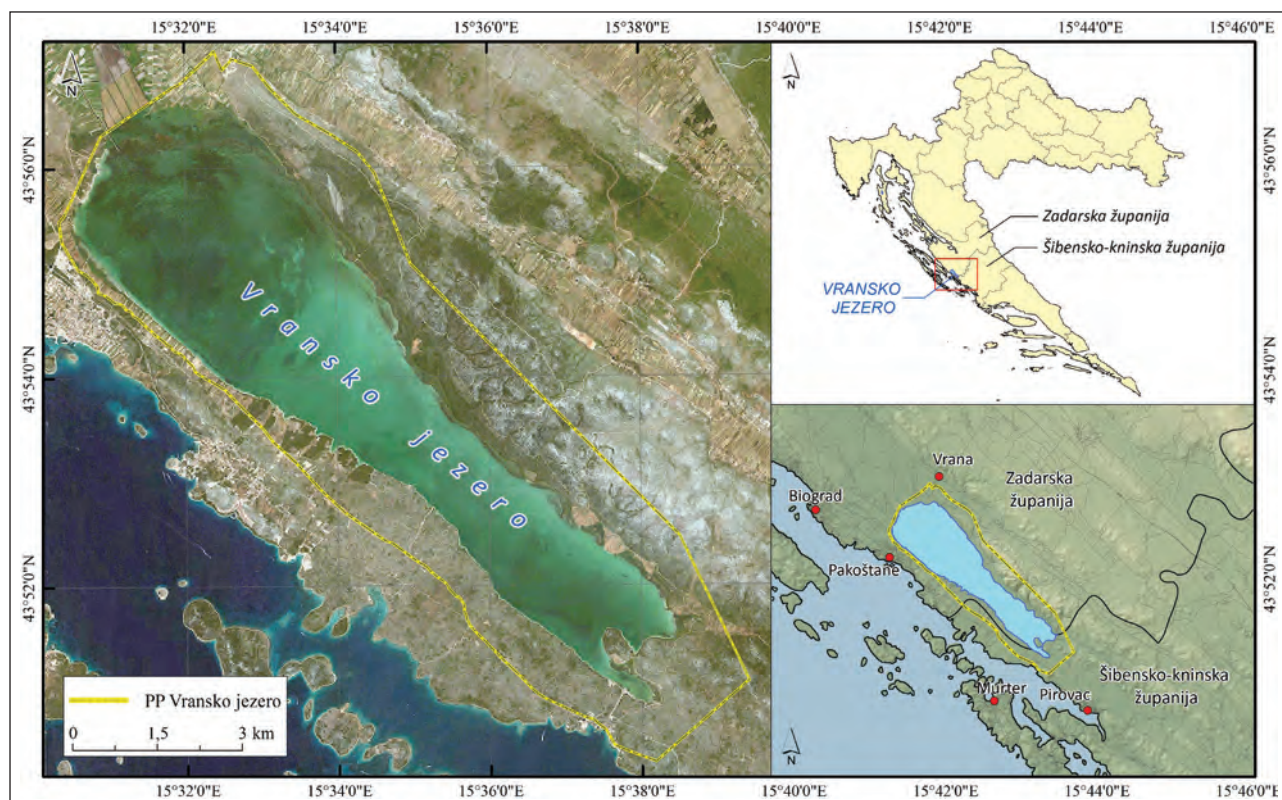 15°32'0"E 15°34'0"E 15°36'0"E 15°38'0"E 15°40'0"E 15°42'0"E 15°44'0"E 15°46'0"E
N
43°56'0"N
43°54'0"N
43°52'0"N
Vransko jezero
PP Vransko jezero
0 1,5 3 km
N
Zadarska županija
Šibensko-kninska županija
VRANSKO
JEZERO
Vrana
Biograd
Zadarska
županija
Pakoštane
Šibensko-kninska
županija
Murter
Pirovac
N
43°56'0"N
43°54'0"N
43°52'0"N
15°32'0"E 15°34'0"E 15°36'0"E 15°38'0"E 15°40'0"E 15°42'0"E 15°44'0"E 15°46'0"E